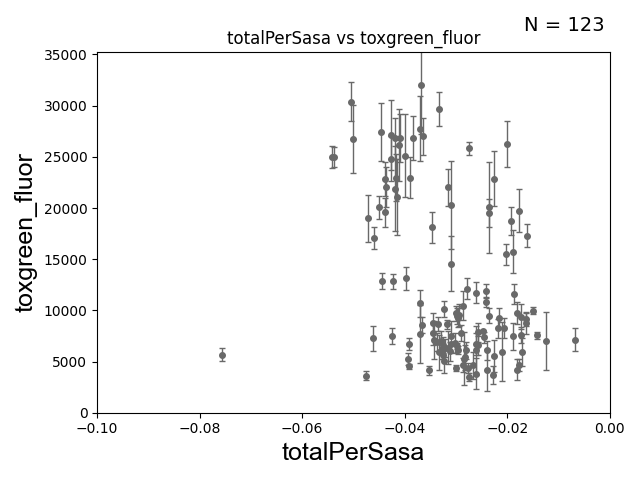 N = 123
totalPerSasa vs toxgreen_fluor
35000
30000
25000
20000
15000
10000
5000
0
toxgreen_fluor
−0.10 −0.08 −0.06 −0.04 −0.02 0.00
totalPerSasa